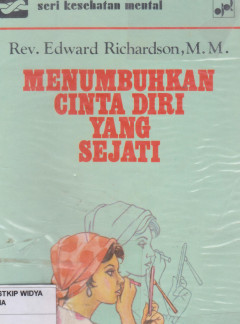 seri kesehatan mental
Rev. Edward Richardson, M. M.
MENUMBUHKAN
CINTA DIRI
YANG
SEJATI
STKIP WIDYA